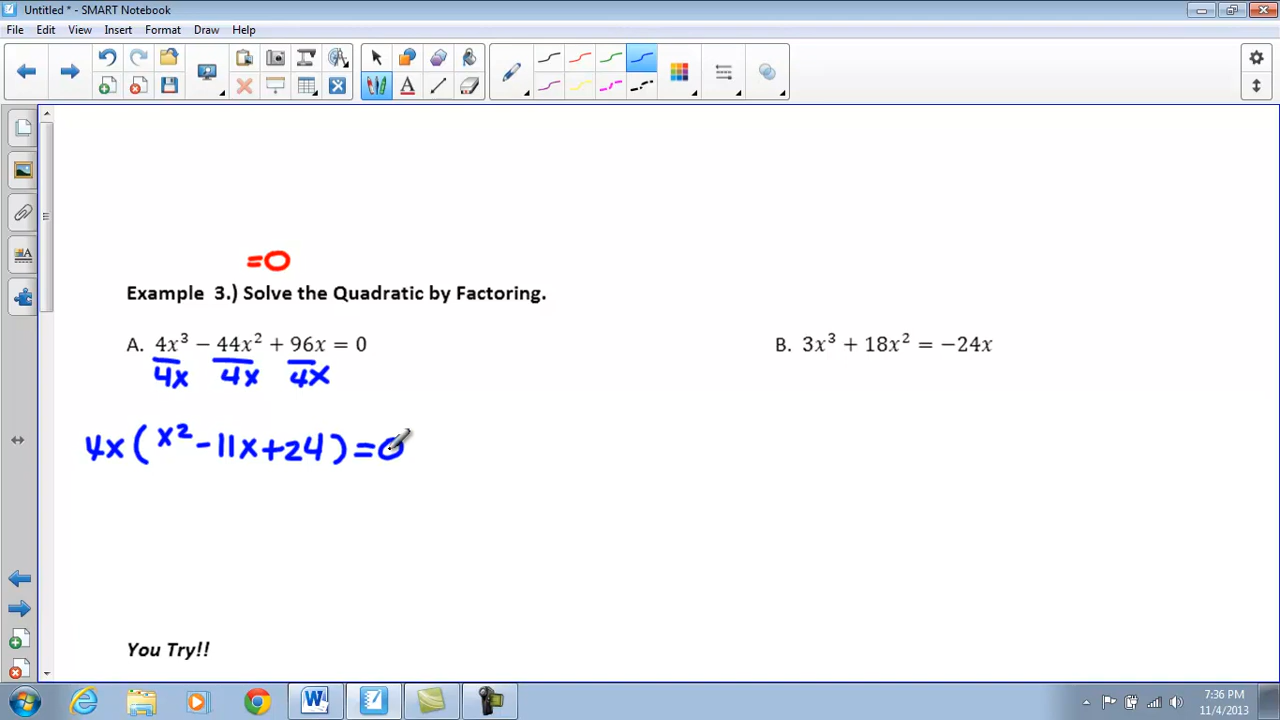 Untitled * - SMART Notebook
File Edit View Insert Format Draw Help
=0
Example 3.) Solve the Quadratic by Factoring.
A. 4x³ − 44x² + 96x = 0
B. 3x³ + 18x² = −24x
4x 4x 4x
4x(x²-11x+24)=0
You Try!!
7:36 PM
11/4/2013